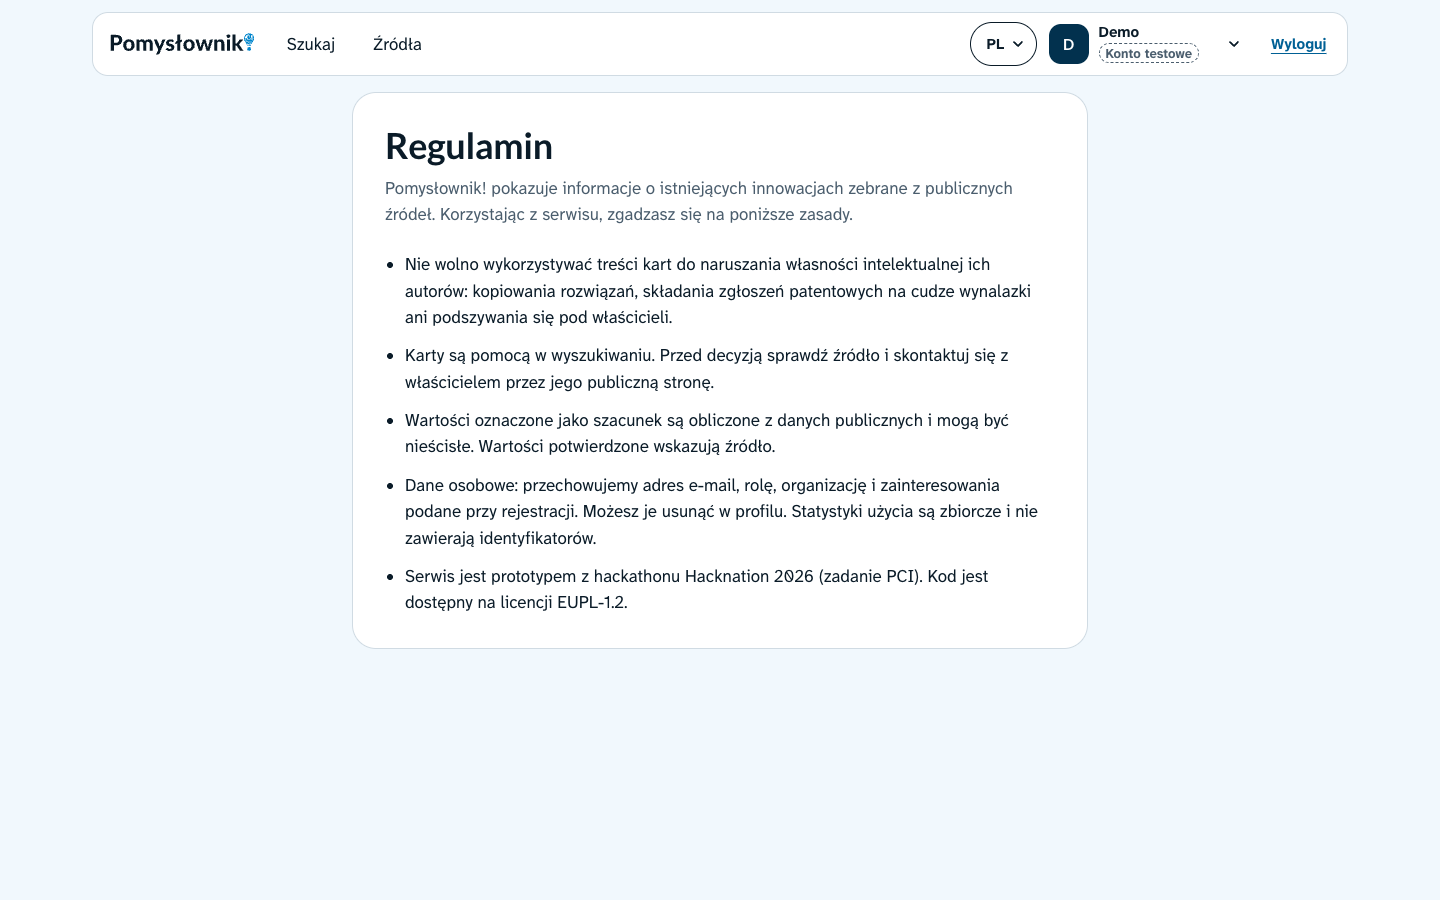 Pomysłownik!
Szukaj
Źródła
PL
D
Demo
Konto testowe
Wyloguj
Regulamin
Pomysłownik! pokazuje informacje o istniejących innowacjach zebrane z publicznych
źródeł. Korzystając z serwisu, zgadzasz się na poniższe zasady.
• Nie wolno wykorzystywać treści kart do naruszania własności intelektualnej ich
autorów: kopiowania rozwiązań, składania zgłoszeń patentowych na cudze wynalazki
ani podszywania się pod właścicieli.
• Karty są pomocą w wyszukiwaniu. Przed decyzją sprawdź źródło i skontaktuj się z
właścicielem przez jego publiczną stronę.
• Wartości oznaczone jako szacunek są obliczone z danych publicznych i mogą być
nieścisłe. Wartości potwierdzone wskazują źródło.
• Dane osobowe: przechowujemy adres e-mail, rolę, organizację i zainteresowania
podane przy rejestracji. Możesz je usunąć w profilu. Statystyki użycia są zbiorcze i nie
zawierają identyfikatorów.
• Serwis jest prototypem z hackathonu Hacknation 2026 (zadanie PCI). Kod jest
dostępny na licencji EUPL-1.2.